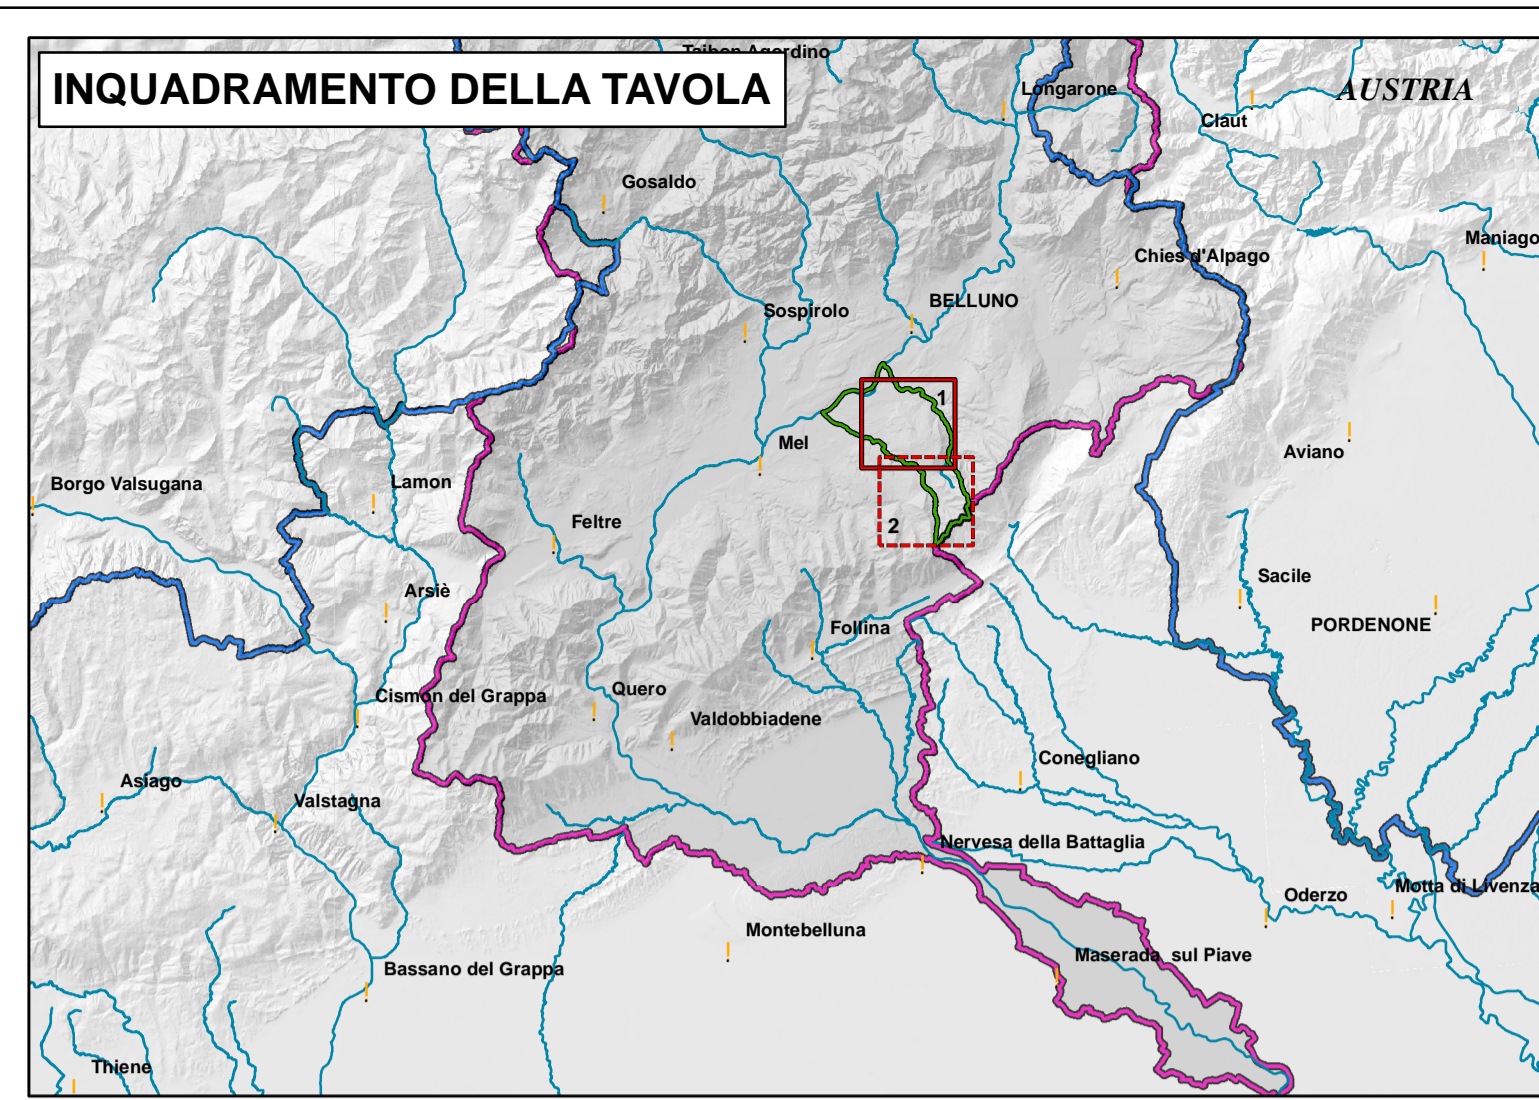 Taibon Agordino
INQUADRAMENTO DELLA TAVOLA
Longarone
AUSTRIA
Claut
Gosaldo
Maniago
Chies d'Alpago
BELLUNO
Sospirolo
1
Mel
Aviano
Borgo Valsugana
Lamon
Feltre
2
Sacile
Arsiè
PORDENONE
Follina
Quero
Cismon del Grappa
Valdobbiadene
Conegliano
Asiago
Valstagna
Nervesa della Battaglia
Motta di Livenza
Oderzo
Montebelluna
Maserada sul Piave
Bassano del Grappa
Thiene